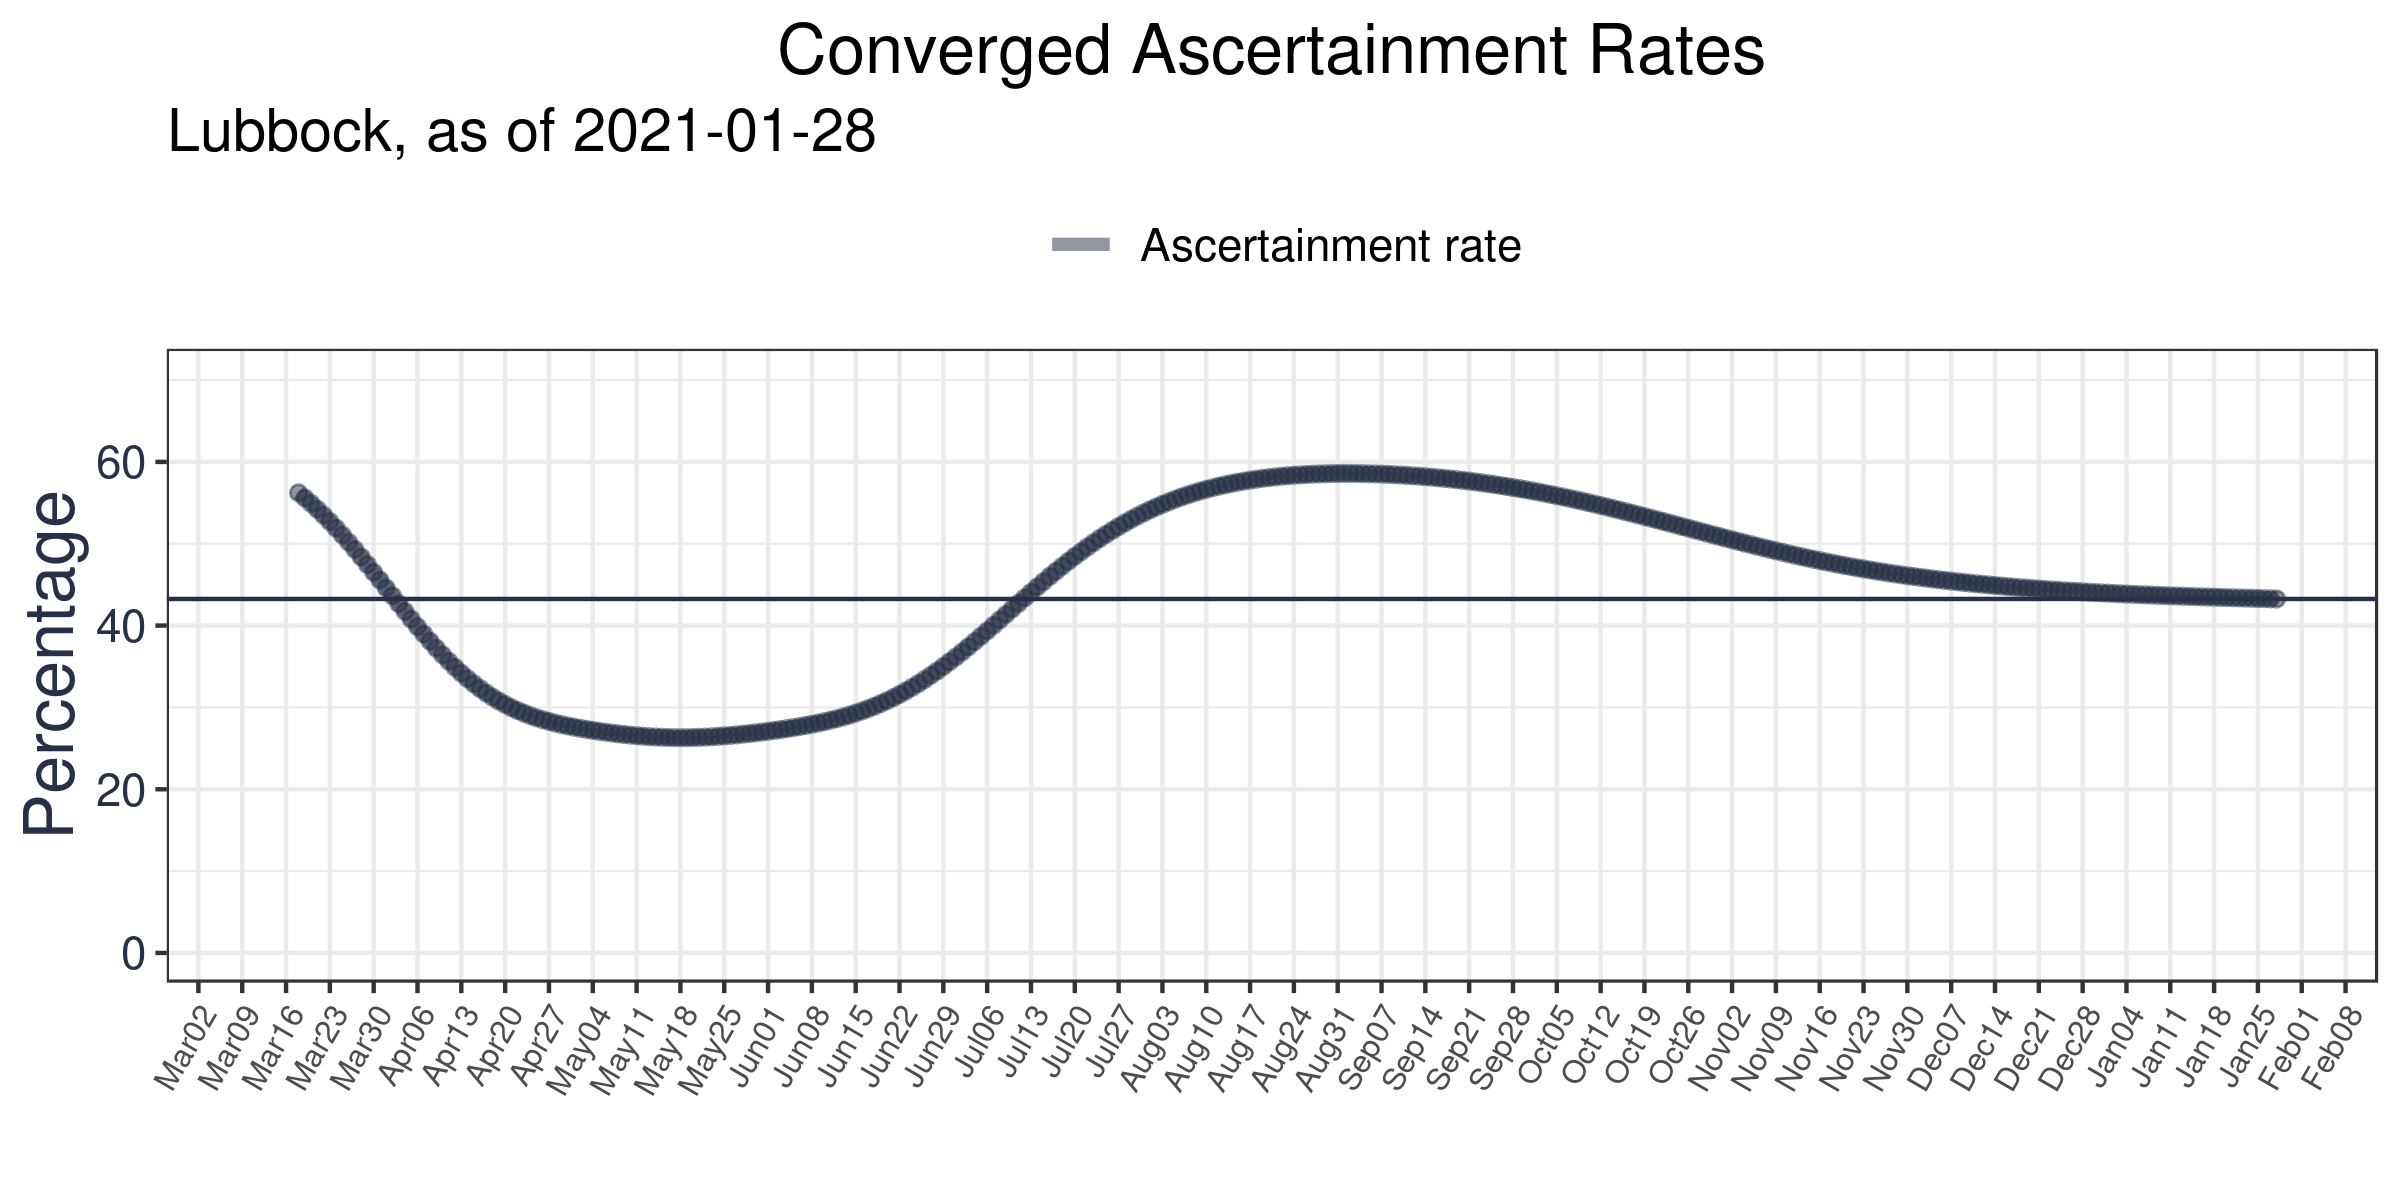 Converged Ascertainment Rates
Lubbock, as of 2021-01-28
Ascertainment rate
Percentage
60
40
20
0
Mar02 Mar09 Mar16 Mar23 Mar30 Apr06 Apr13 Apr20 Apr27 May04 May11 May18 May25 Jun01 Jun08 Jun15 Jun22 Jun29 Jul06 Jul13 Jul20 Jul27 Aug03 Aug10 Aug17 Aug24 Aug31 Sep07 Sep14 Sep21 Sep28 Oct05 Oct12 Oct19 Oct26 Nov02 Nov09 Nov16 Nov23 Nov30 Dec07 Dec14 Dec21 Dec28 Jan04 Jan11 Jan18 Jan25 Feb01 Feb08